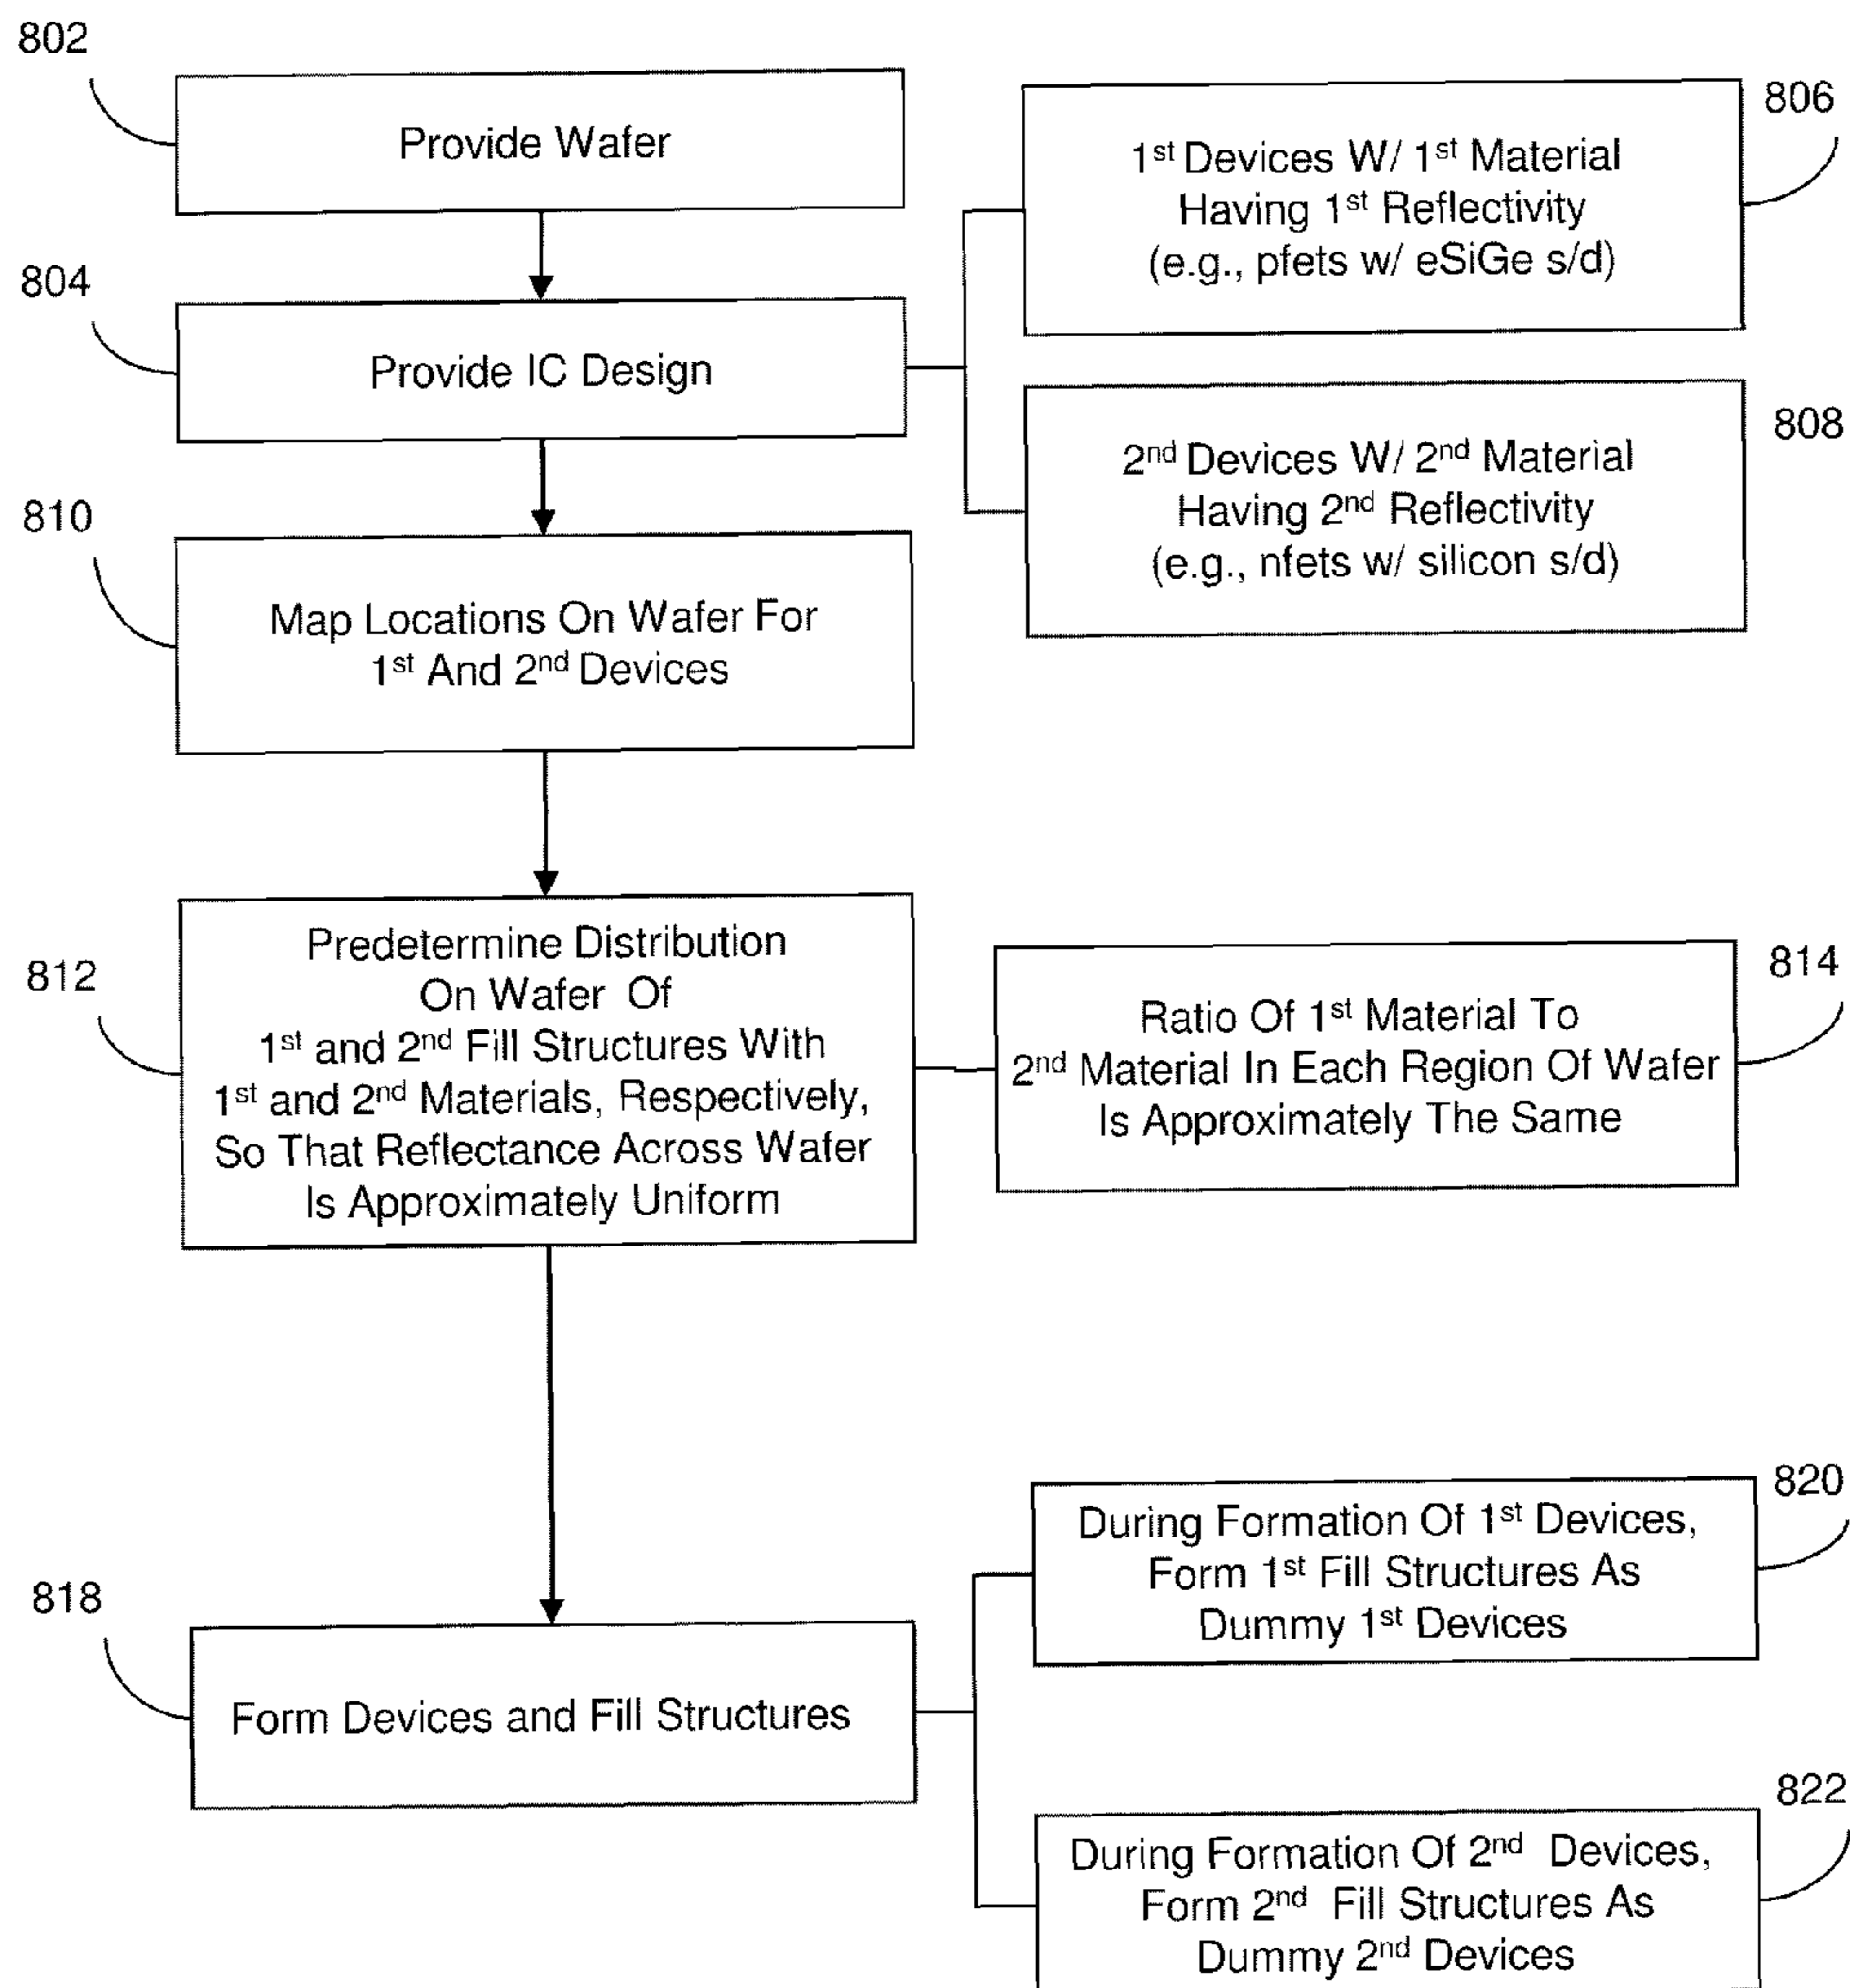 802
Provide Wafer
806
1st Devices W/ 1st Material
Having 1st Reflectivity
(e.g., pfets w/ eSiGe s/d)
804
Provide IC Design
808
2nd Devices W/ 2nd Material
Having 2nd Reflectivity
(e.g., nfets w/ silicon s/d)
810
Map Locations On Wafer For
1st And 2nd Devices
812
Predetermine Distribution
On Wafer Of
1st and 2nd Fill Structures With
1st and 2nd Materials, Respectively,
So That Reflectance Across Wafer
Is Approximately Uniform
814
Ratio Of 1st Material To
2nd Material In Each Region Of Wafer
Is Approximately The Same
818
Form Devices and Fill Structures
820
During Formation Of 1st Devices,
Form 1st Fill Structures As
Dummy 1st Devices
822
During Formation Of 2nd Devices,
Form 2nd Fill Structures As
Dummy 2nd Devices